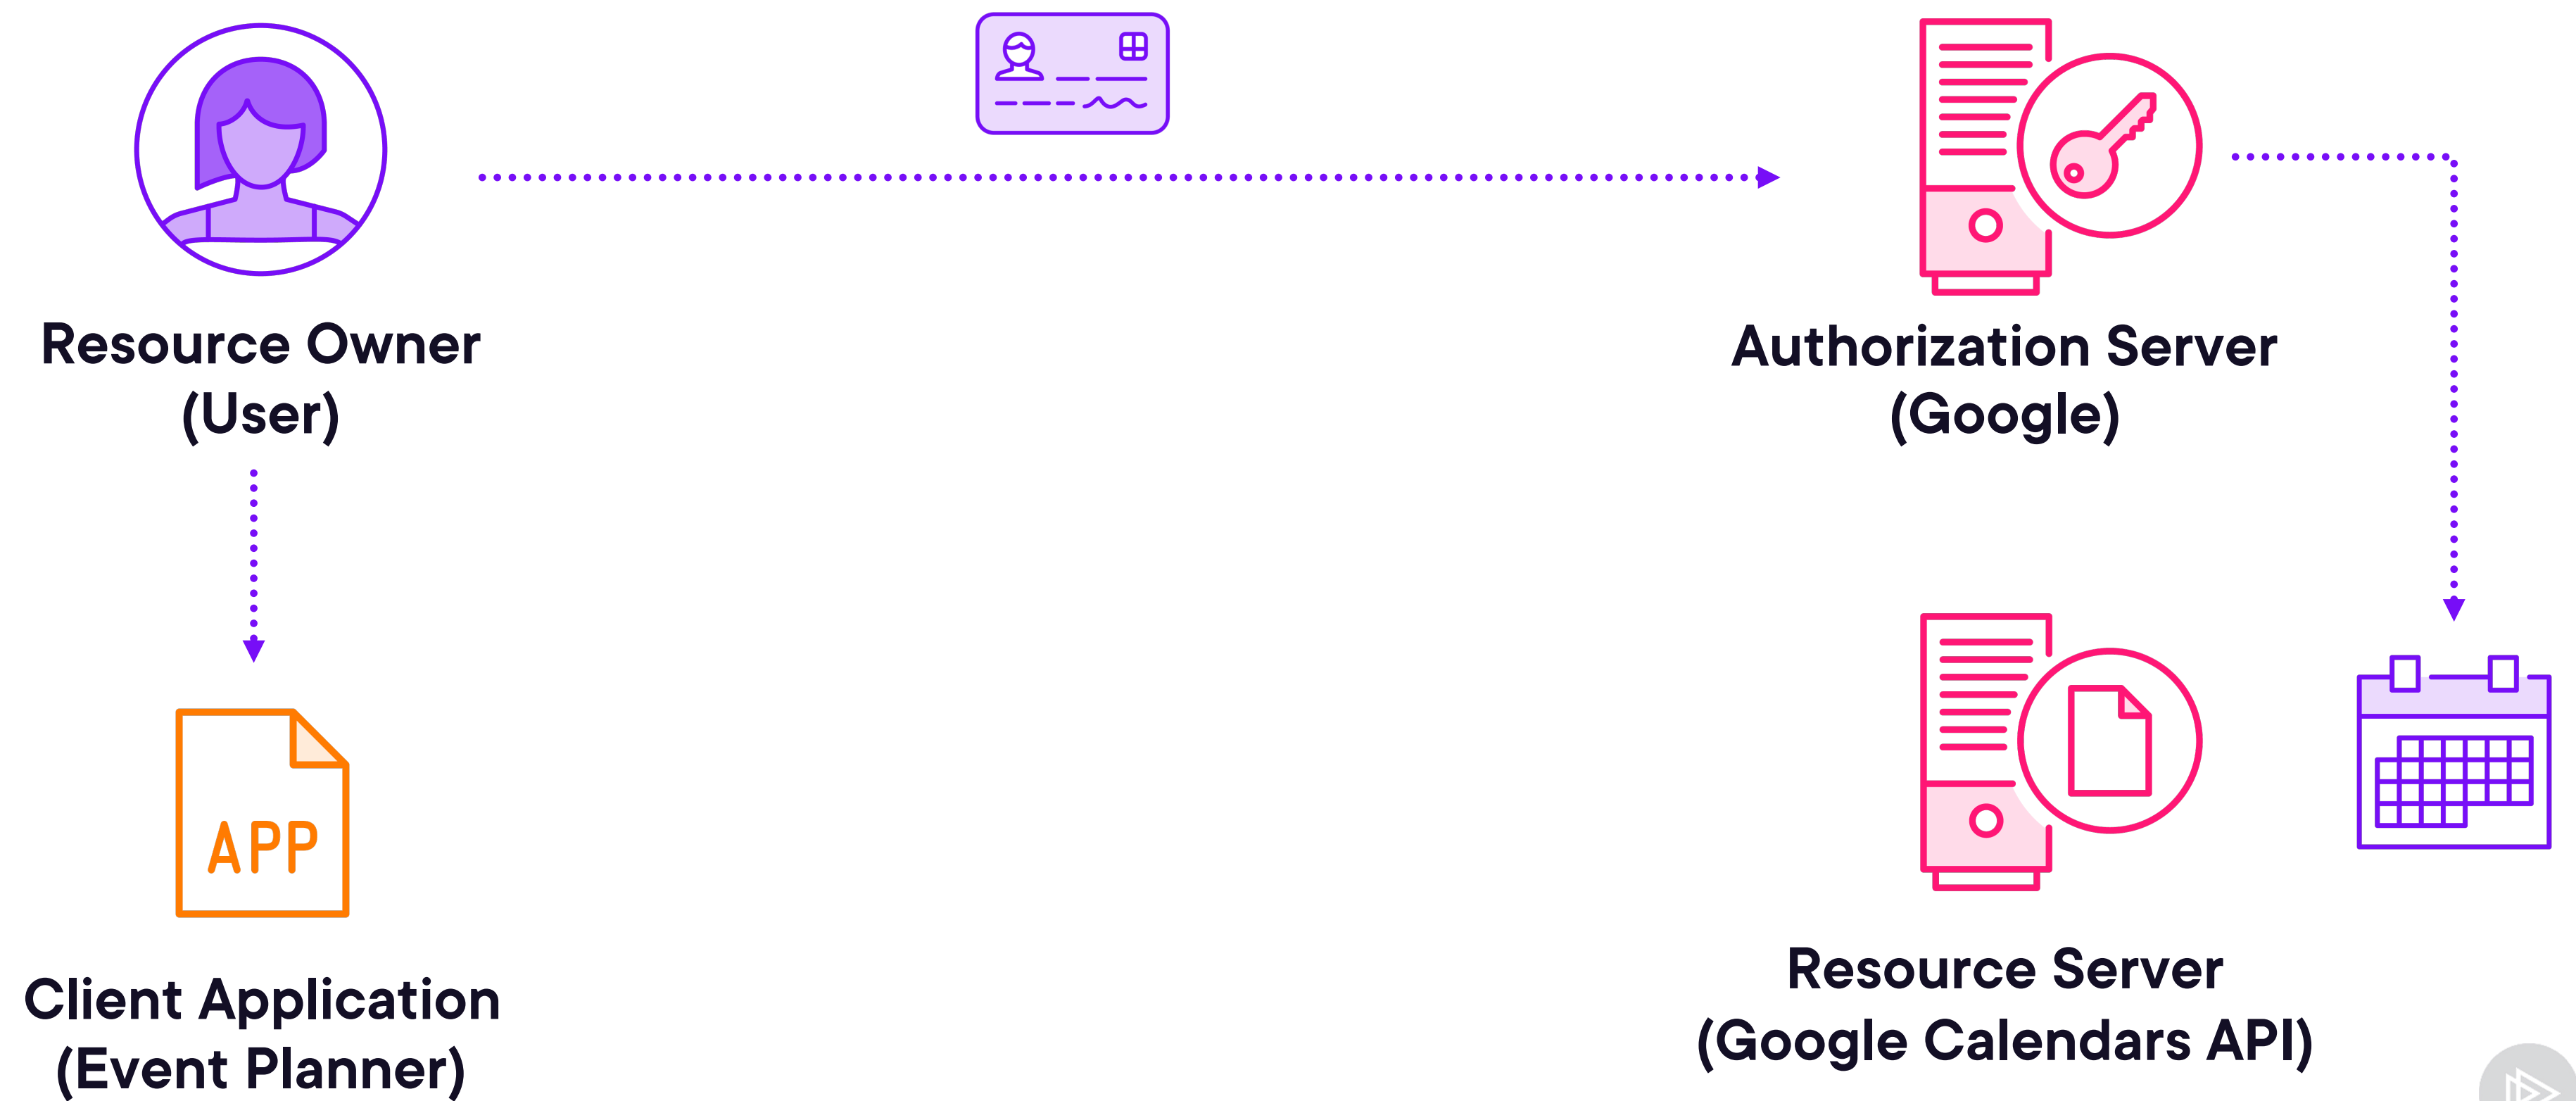 Resource Owner
(User)
Authorization Server
(Google)
APP
Client Application
(Event Planner)
Resource Server
(Google Calendars API)